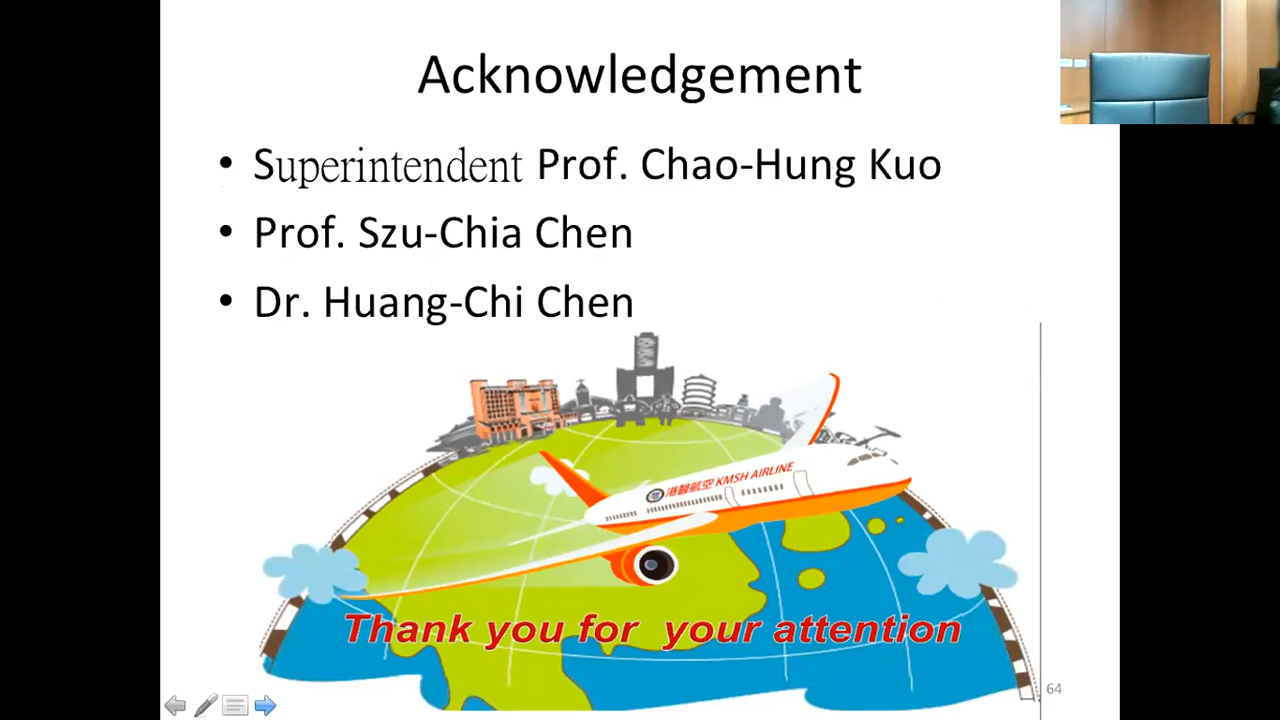 Acknowledgement
• Superintendent Prof. Chao-Hung Kuo
• Prof. Szu-Chia Chen
• Dr. Huang-Chi Chen
港醫航空 KMSH AIRLINE
Thank you for your attention
64